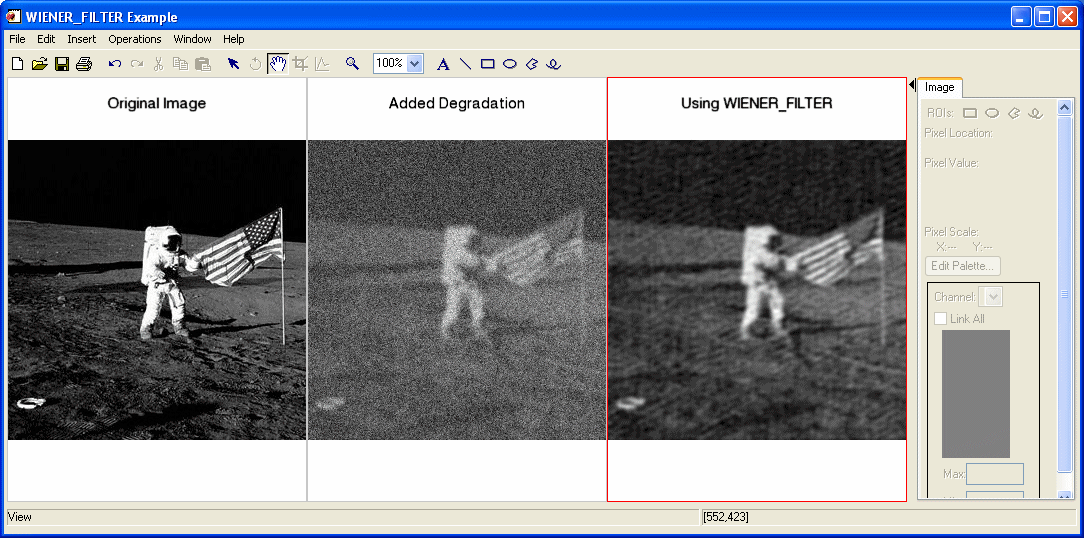 WIENER_FILTER Example
File Edit Insert Operations Window Help
100% A
Original Image
Added Degradation
Using WIENER_FILTER
Image
ROIs:
Pixel Location:
Pixel Value:
Pixel Scale:
X:--- Y:---
Edit Palette...
Channel:
Link All
Max:
View
[552,423]